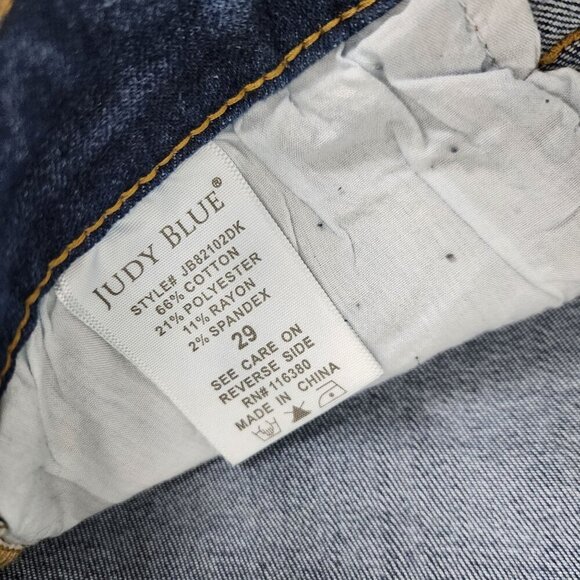 JUDY BLUE®
STYLE# JB82102DK
66% COTTON
21% POLYESTER
11% RAYON
2% SPANDEX
29
SEE CARE ON
REVERSE SIDE
RN# 116380
MADE IN CHINA